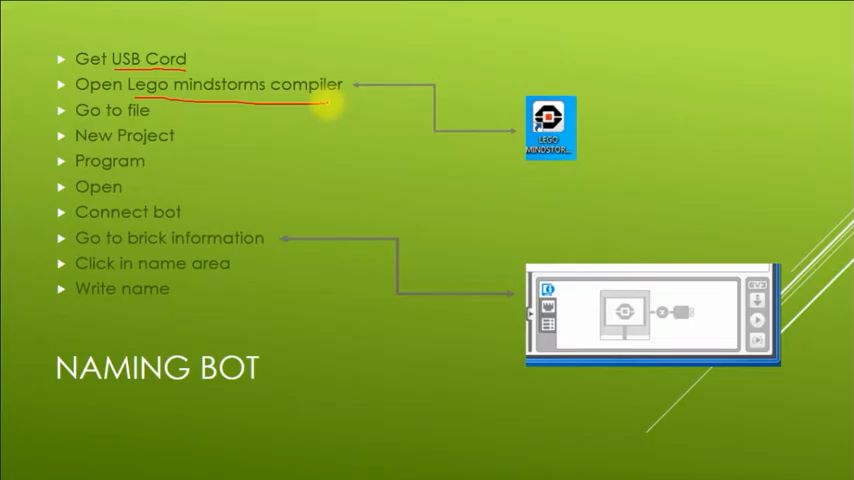 Get USB Cord
Open Lego mindstorms compiler
Go to file
New Project
Program
Open
Connect bot
Go to brick information
Click in name area
Write name
LEGO
MINDSTOR...
EV3
NAMING BOT